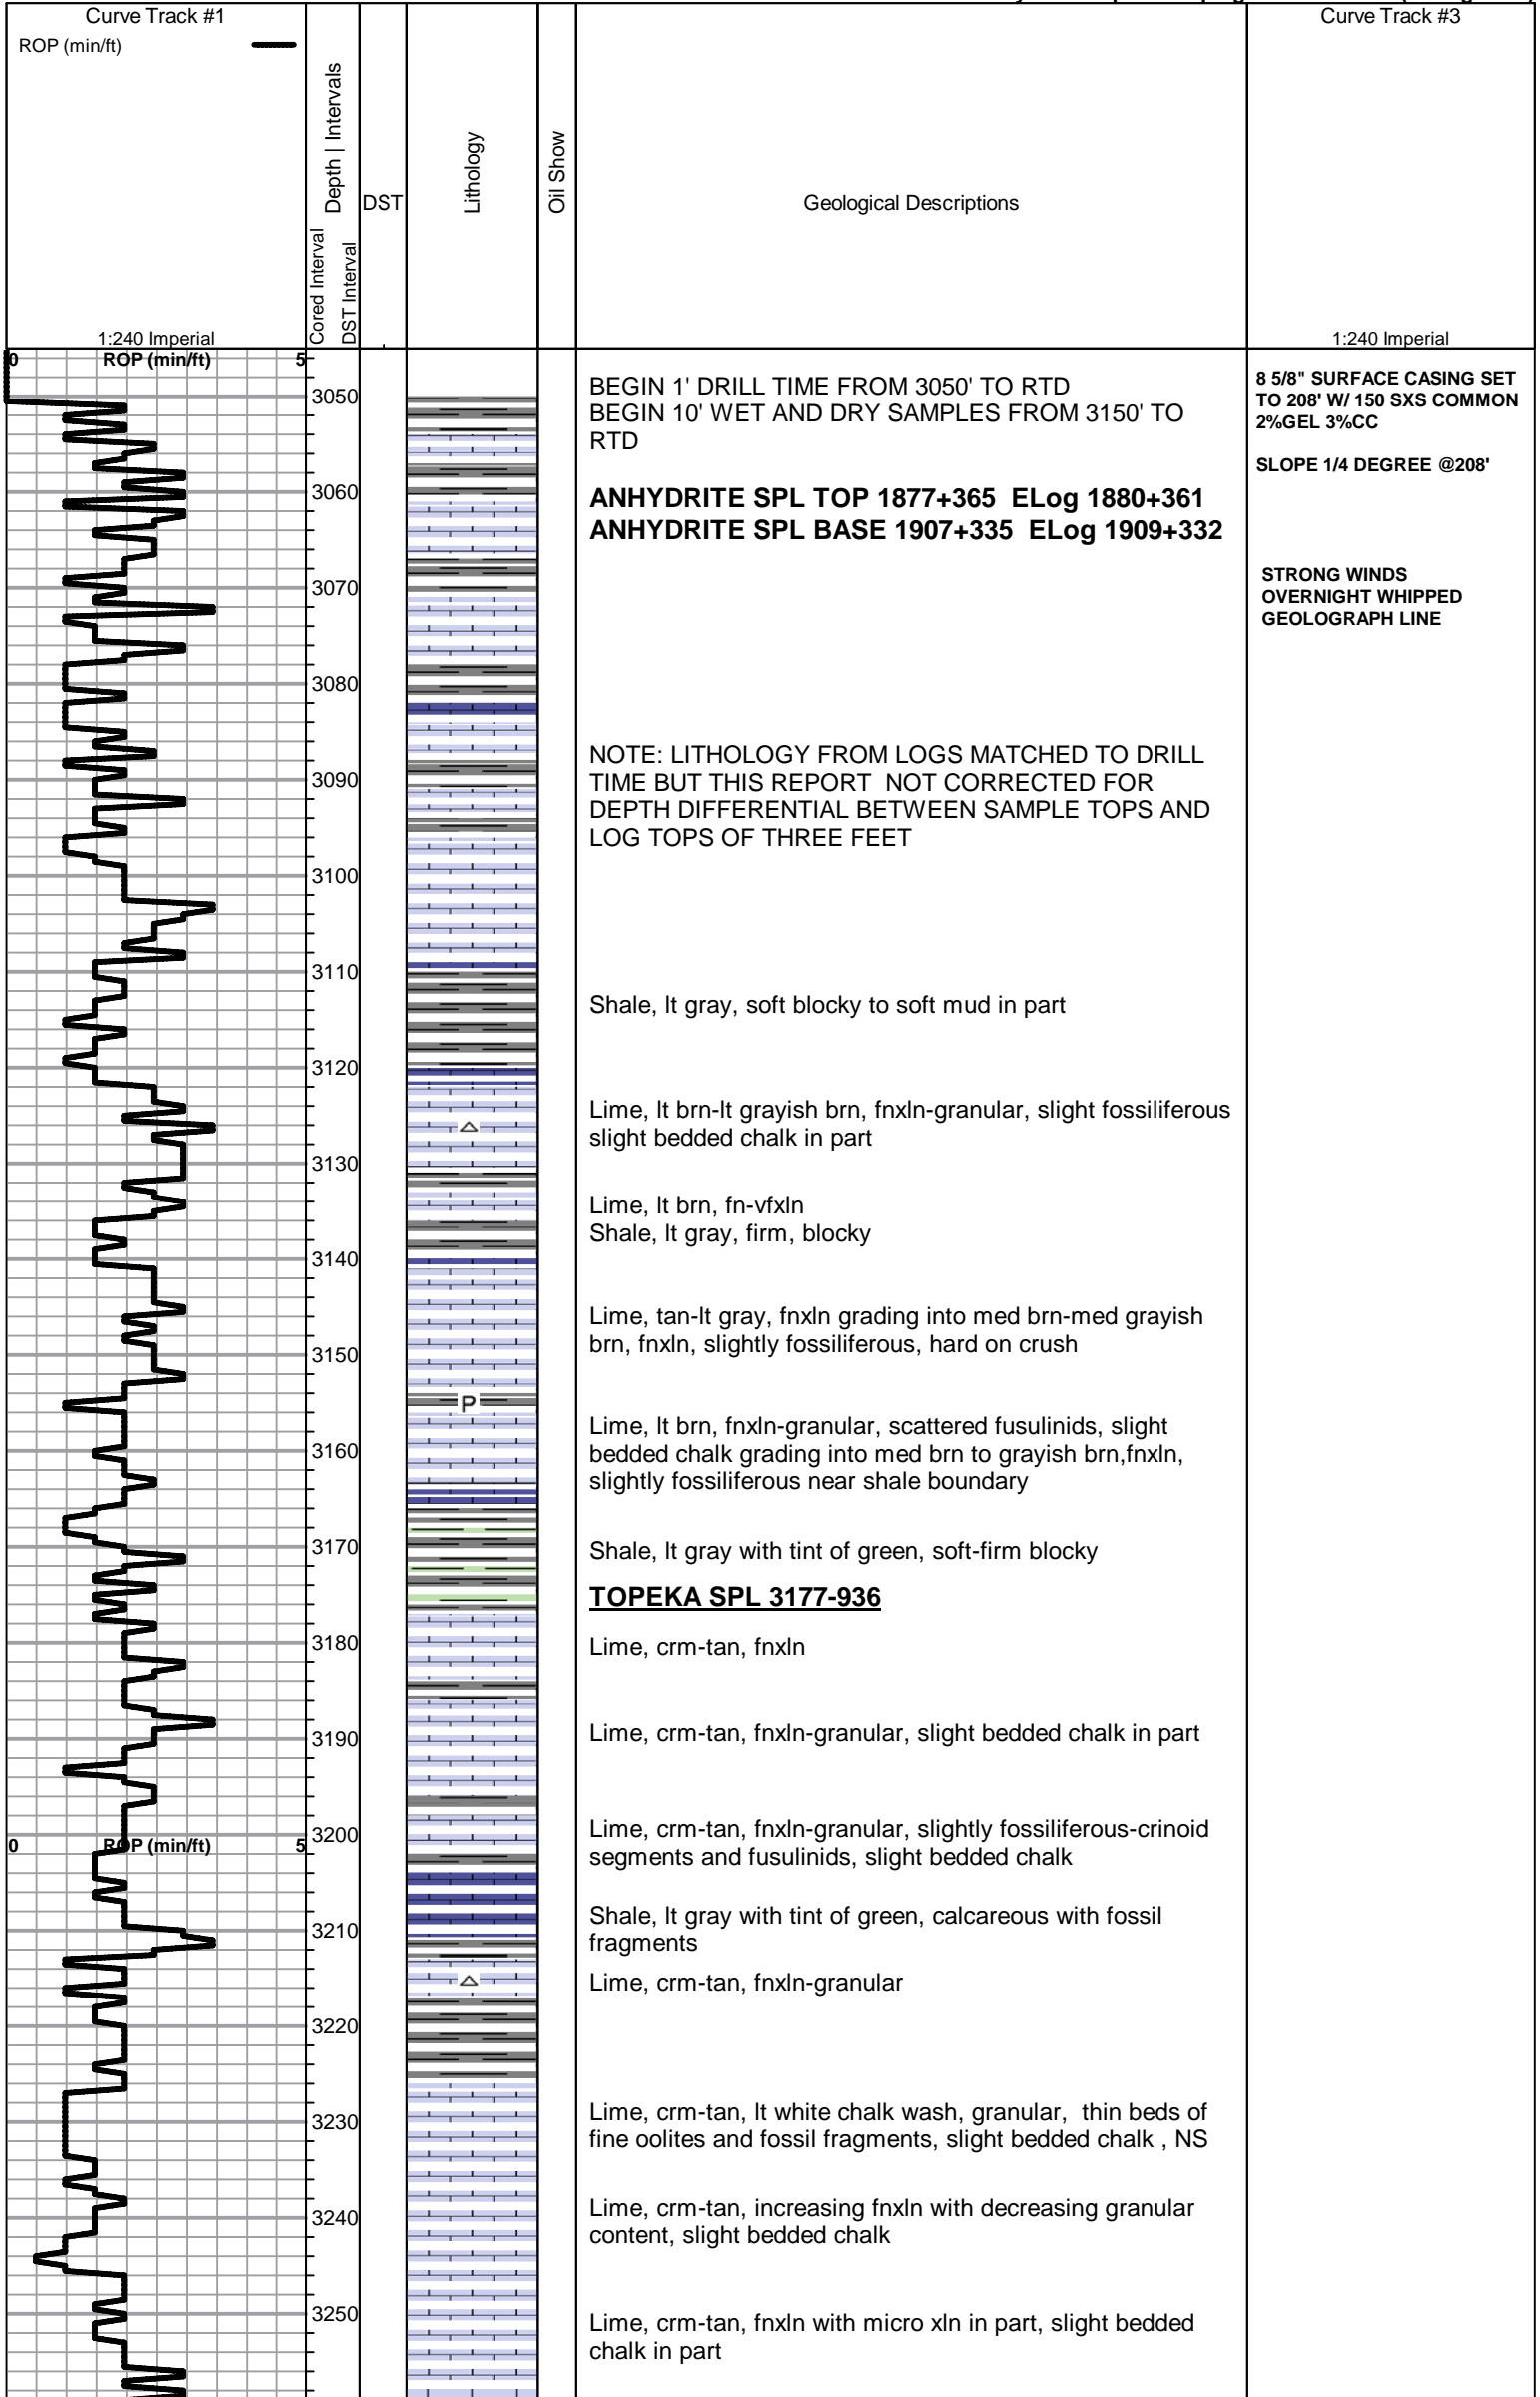 Curve Track #1
ROP (min/ft)
Depth | Intervals
Cored Interval
DST Interval
DST
Lithology
Oil Show
Geological Descriptions
Curve Track #3
1:240 Imperial
1:240 Imperial
0 ROP (min/ft) 5
3050
3060
3070
3080
3090
3100
3110
3120
3130
3140
3150
3160
3170
3180
3190
3200
0 ROP (min/ft) 5
3210
3220
3230
3240
3250
P
BEGIN 1' DRILL TIME FROM 3050' TO RTD
BEGIN 10' WET AND DRY SAMPLES FROM 3150' TO
RTD
ANHYDRITE SPL TOP 1877+365 ELog 1880+361
ANHYDRITE SPL BASE 1907+335 ELog 1909+332
NOTE: LITHOLOGY FROM LOGS MATCHED TO DRILL
TIME BUT THIS REPORT NOT CORRECTED FOR
DEPTH DIFFERENTIAL BETWEEN SAMPLE TOPS AND
LOG TOPS OF THREE FEET
Shale, lt gray, soft blocky to soft mud in part
Lime, lt brn-lt grayish brn, fnxln-granular, slight fossiliferous
slight bedded chalk in part
Lime, lt brn, fn-vfxln
Shale, lt gray, firm, blocky
Lime, tan-lt gray, fnxln grading into med brn-med grayish
brn, fnxln, slightly fossiliferous, hard on crush
Lime, lt brn, fnxln-granular, scattered fusulinids, slight
bedded chalk grading into med brn to grayish brn,fnxln,
slightly fossiliferous near shale boundary
Shale, lt gray with tint of green, soft-firm blocky
TOPEKA SPL 3177-936
Lime, crm-tan, fnxln
Lime, crm-tan, fnxln-granular, slight bedded chalk in part
Lime, crm-tan, fnxln-granular, slightly fossiliferous-crinoid
segments and fusulinids, slight bedded chalk
Shale, lt gray with tint of green, calcareous with fossil
fragments
Lime, crm-tan, fnxln-granular
Lime, crm-tan, lt white chalk wash, granular, thin beds of
fine oolites and fossil fragments, slight bedded chalk , NS
Lime, crm-tan, increasing fnxln with decreasing granular
content, slight bedded chalk
Lime, crm-tan, fnxln with micro xln in part, slight bedded
chalk in part
8 5/8" SURFACE CASING SET
TO 208' W/ 150 SXS COMMON
2%GEL 3%CC
SLOPE 1/4 DEGREE @208'
STRONG WINDS
OVERNIGHT WHIPPED
GEOLOGRAPH LINE